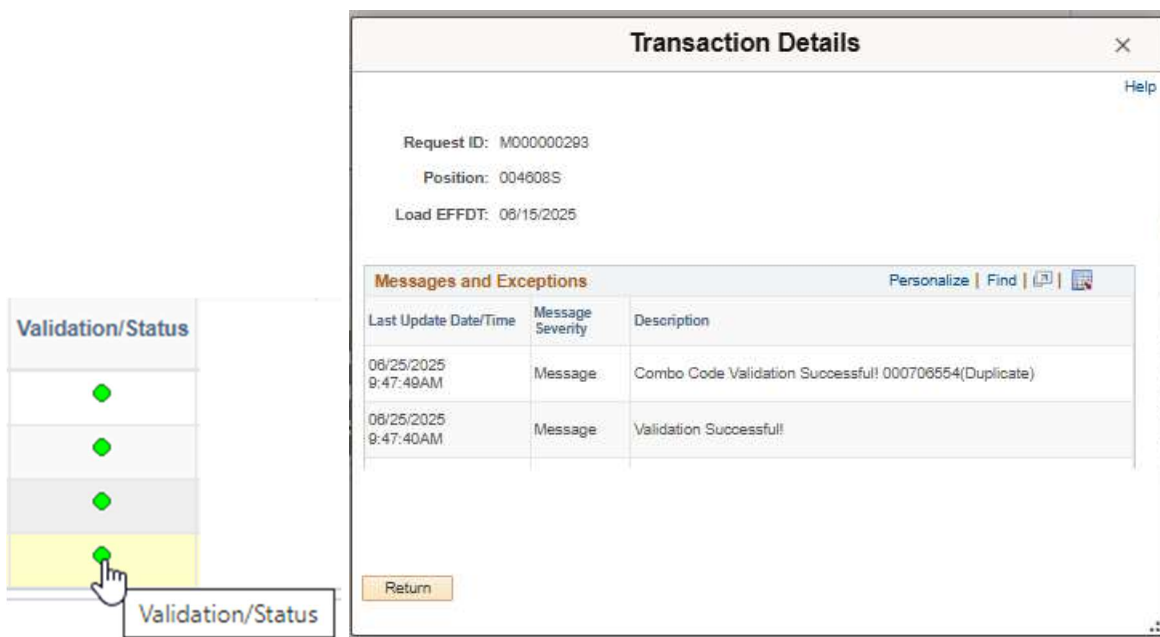 Validation/Status
Validation/Status
Transaction Details
Help
Request ID: M000000293
Position: 004608S
Load EFFDT: 06/15/2025
Messages and Exceptions Personalize | Find | |
Last Update Date/Time Message Severity Description
06/25/2025 9:47:49AM Message Combo Code Validation Successful! 000706554(Duplicate)
06/25/2025 9:47:40AM Message Validation Successful!
Return